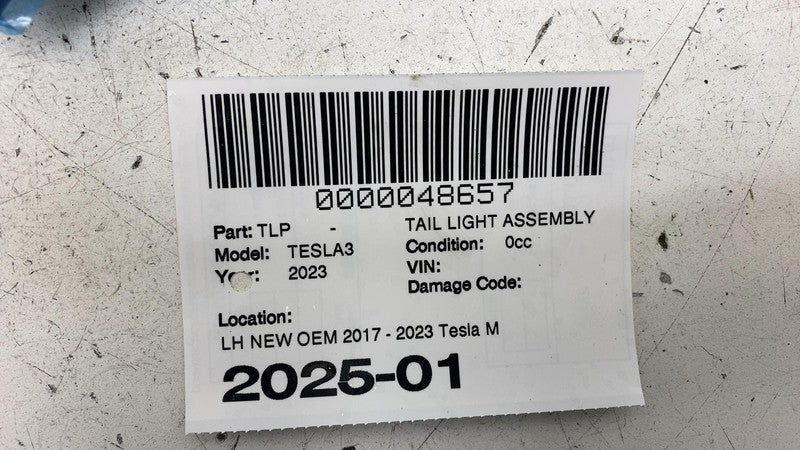 0000048657
Part: TLP - TAIL LIGHT ASSEMBLY
Model: TESLA3 Condition: 0cc
Year: 2023 VIN:
Damage Code:
Location:
LH NEW OEM 2017 - 2023 Tesla M
2025-01